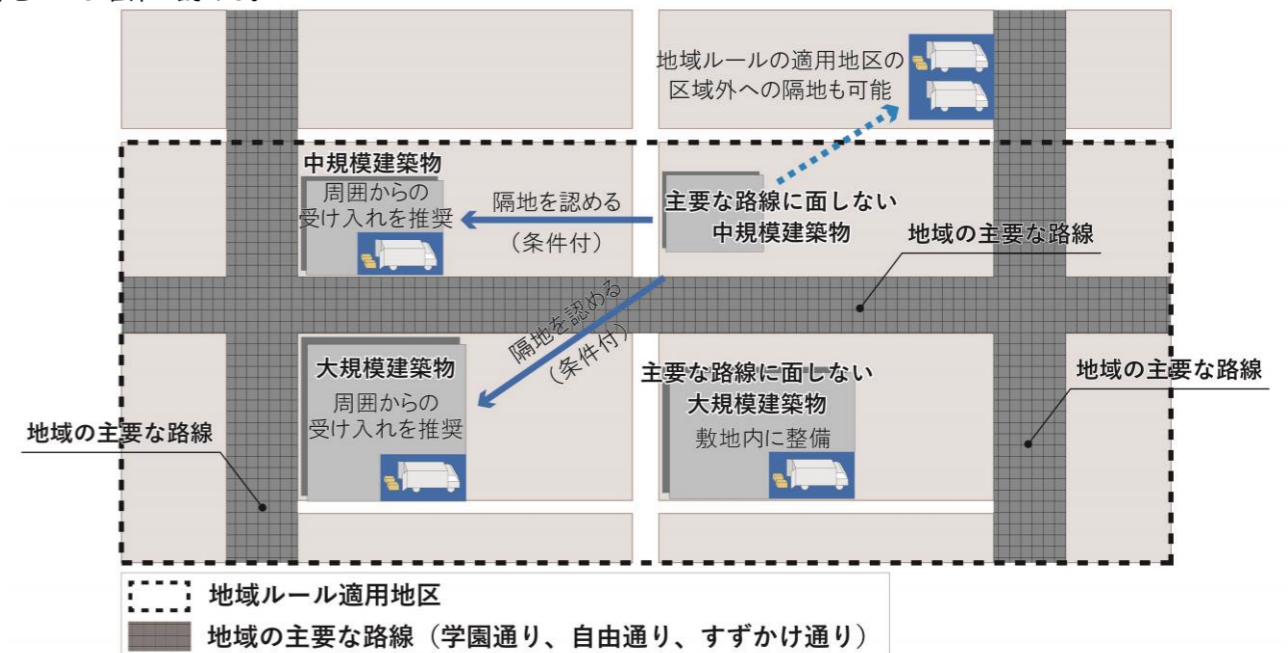 地域ルールの適用地区の
区域外への隔地も可能
中規模建築物
周囲からの
受け入れを推奨
隔地を認める
（条件付）
主要な路線に面しない
中規模建築物
地域の主要な路線
隔地を認める
（条件付）
大規模建築物
周囲からの
受け入れを推奨
主要な路線に面しない
大規模建築物
敷地内に整備
地域の主要な路線
地域の主要な路線
地域ルール適用地区
地域の主要な路線（学園通り、自由通り、すずかけ通り）